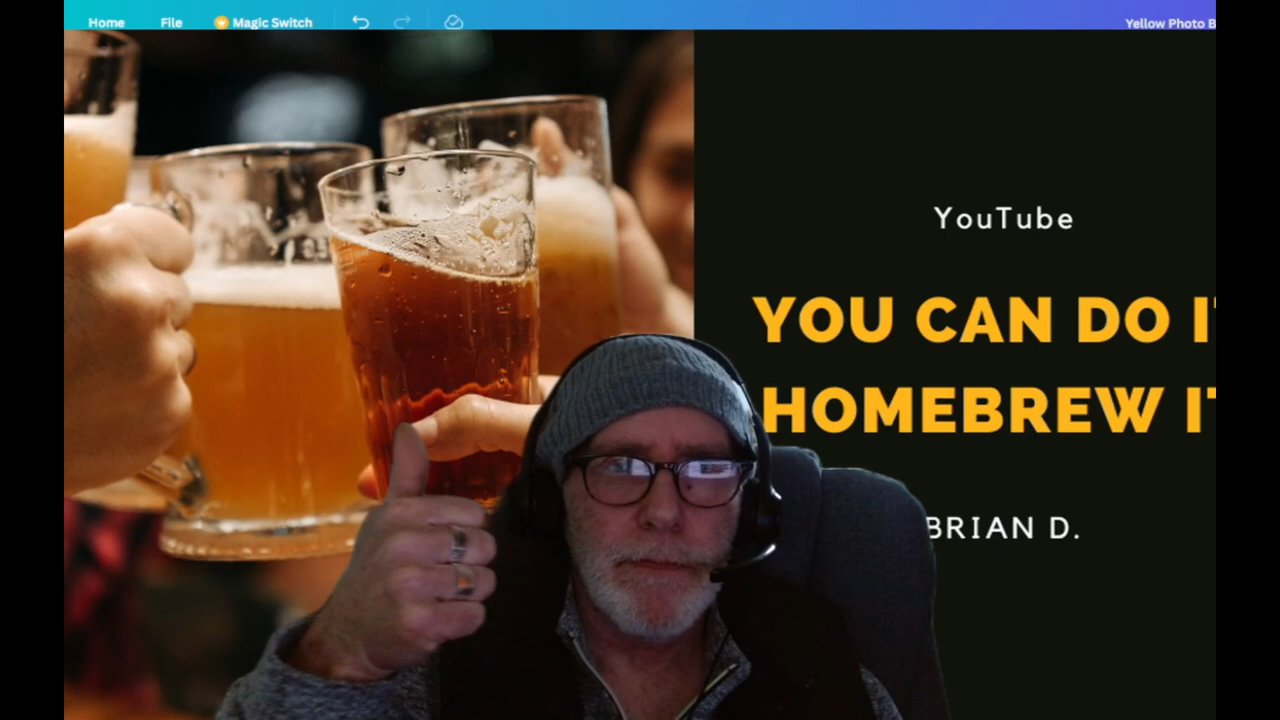 Home File Magic Switch Yellow Photo B
YouTube
YOU CAN DO I
HOMEBREW I
BRIAN D.